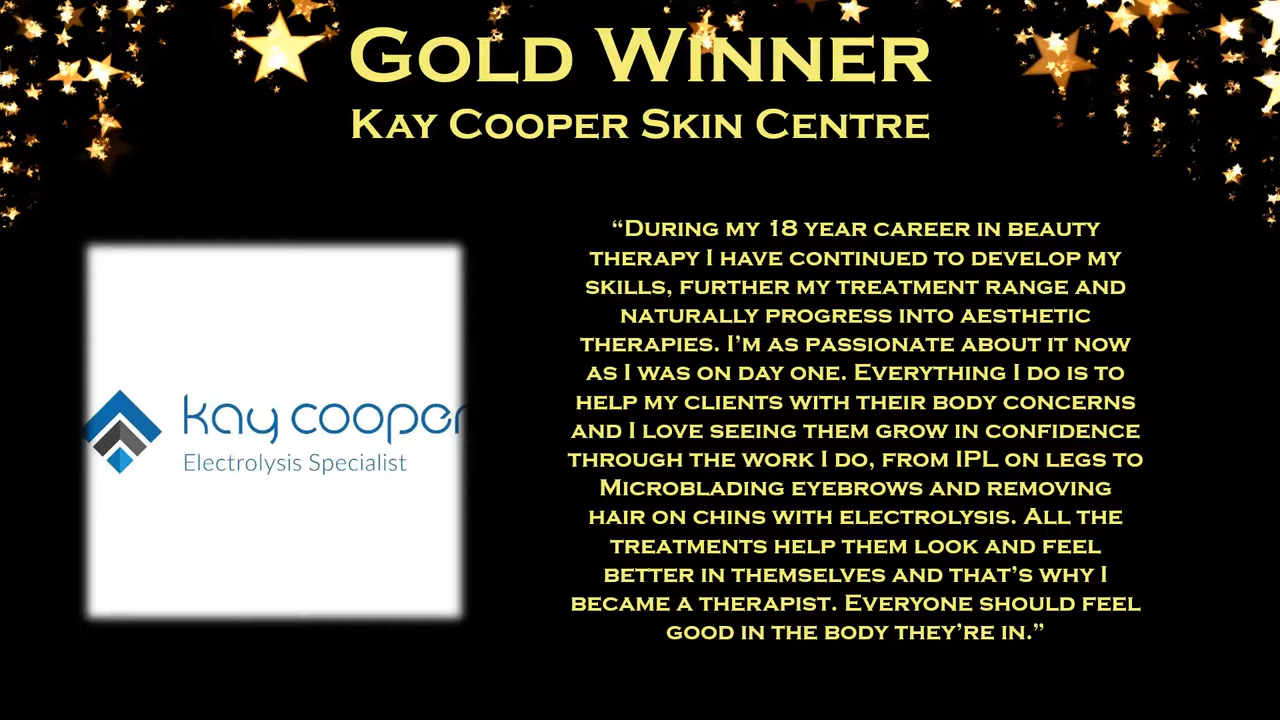 Gold Winner
Kay Cooper Skin Centre
kay cooper
Electrolysis Specialist
“During my 18 year career in beauty
therapy I have continued to develop my
skills, further my treatment range and
naturally progress into aesthetic
therapies. I’m as passionate about it now
as I was on day one. Everything I do is to
help my clients with their body concerns
and I love seeing them grow in confidence
through the work I do, from IPL on legs to
Microblading eyebrows and removing
hair on chins with electrolysis. All the
treatments help them look and feel
better in themselves and that’s why I
became a therapist. Everyone should feel
good in the body they’re in.”